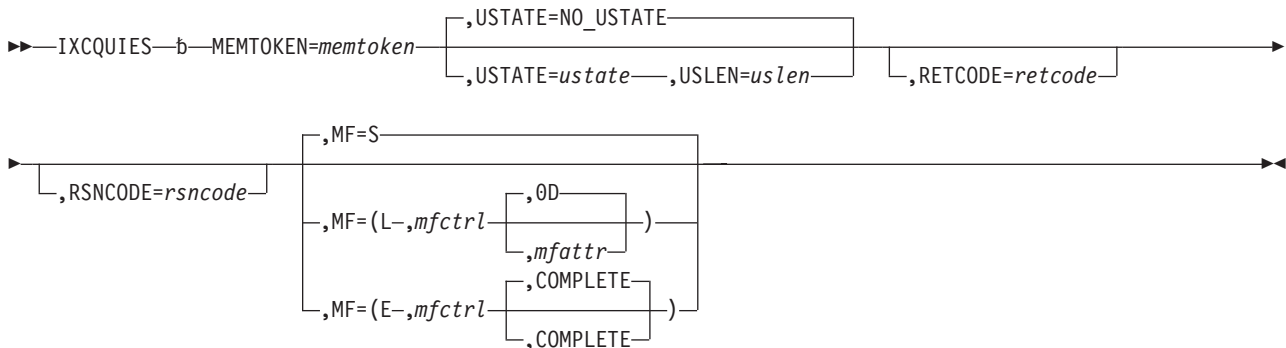 ,USTATE=NO_USTATE
IXCQUIES ␢ MEMTOKEN=memtoken
,USTATE=ustate ,USLEN=uslen ,RETCODE=retcode
,MF=S
,RSNCODE=rsncode
,0D
,MF=(L ,mfctrl )
,mfattr
,COMPLETE
,MF=(E ,mfctrl )
,COMPLETE